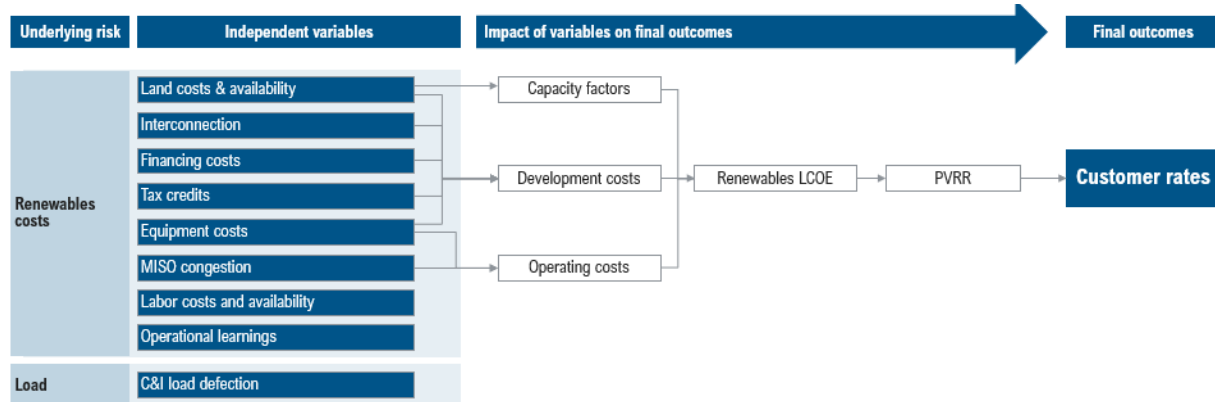 Underlying risk
Independent variables
Impact of variables on final outcomes
Final outcomes
Renewables
costs
Land costs & availability
Interconnection
Financing costs
Tax credits
Equipment costs
MISO congestion
Labor costs and availability
Operational learnings
Capacity factors
Development costs
Operating costs
Renewables LCOE
PVRR
Customer rates
Load
C&I load defection